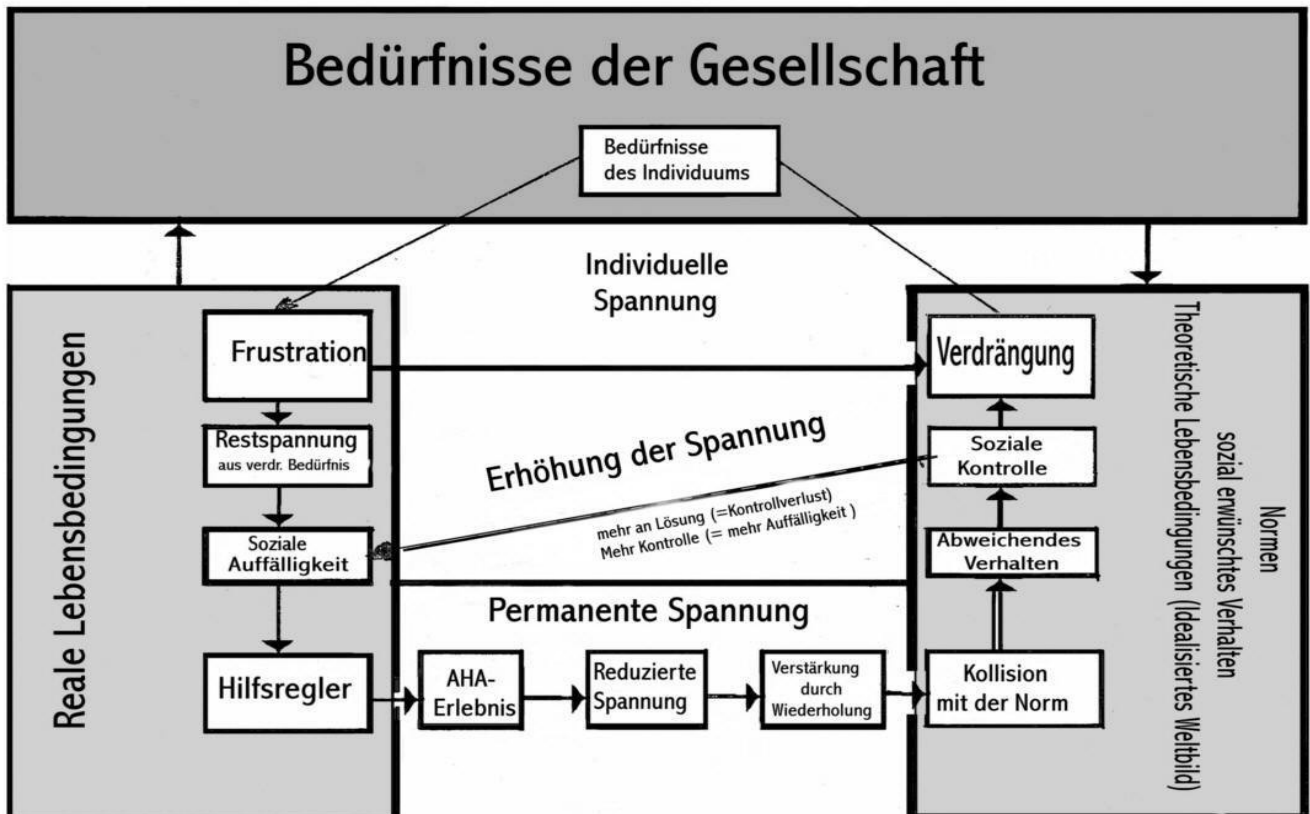 Bedürfnisse der Gesellschaft
Bedürfnisse
des Individuums
Individuelle
Spannung
Reale Lebensbedingungen
Frustration
Restspannung
aus verdr. Bedürfnis
Soziale
Auffälligkeit
Hilfsregler
Erhöhung der Spannung
mehr an Lösung (=Kontrollverlust)
Mehr Kontrolle (= mehr Auffälligkeit )
Permanente Spannung
AHA-
Erlebnis
Reduzierte
Spannung
Verstärkung
durch
Wiederholung
Verdrängung
Soziale
Kontrolle
Abweichendes
Verhalten
Kollision
mit der Norm
Normen
sozial erwünschtes Verhalten
Theoretische Lebensbedingungen (Idealisiertes Weltbild)